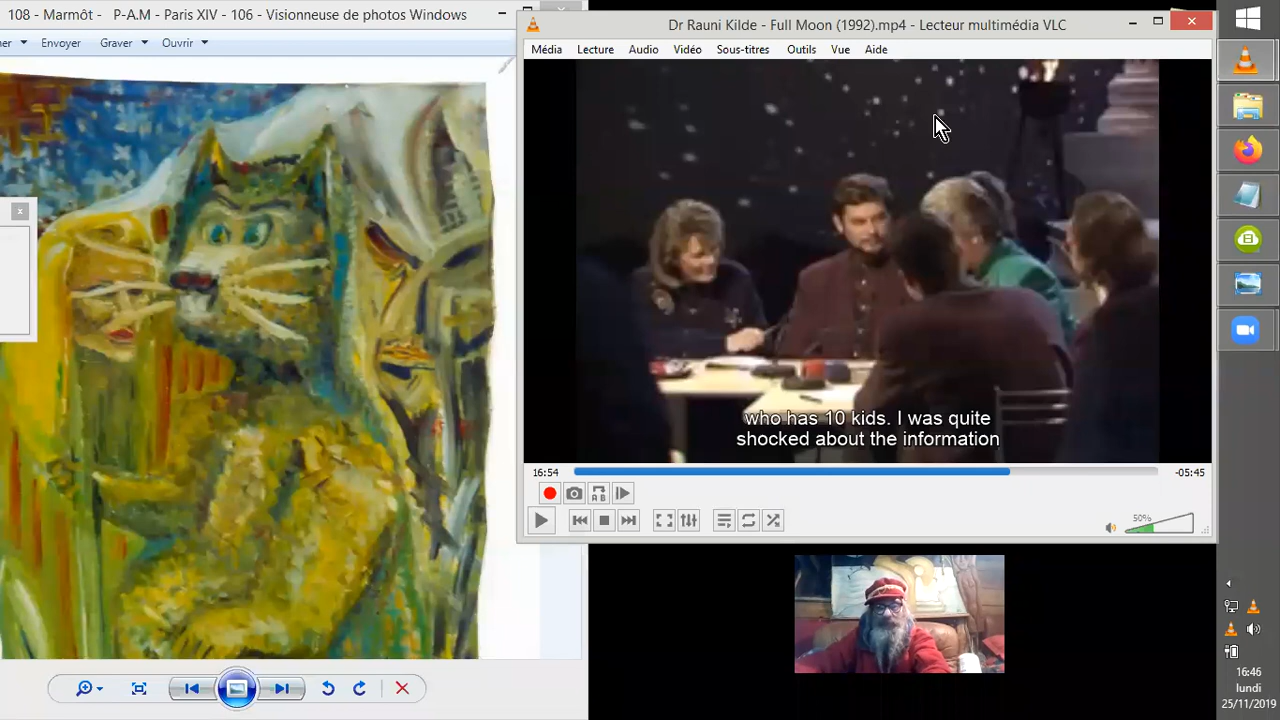 108 - Marmôt - P-A-M - Paris XIV - 106 - Visionneuse de photos Windows
Envoyer Graver Ouvrir
Dr Rauni Kilde - Full Moon (1992).mp4 - Lecteur multimédia VLC
Média Lecture Audio Vidéo Sous-titres Outils Vue Aide
who has 10 kids. I was quite
shocked about the information
16:54
-05:45
50%
16:46
lundi
25/11/2019